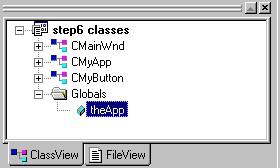 step6 classes
CMainWnd
CMyApp
CMyButton
Globals
theApp
ClassView FileView